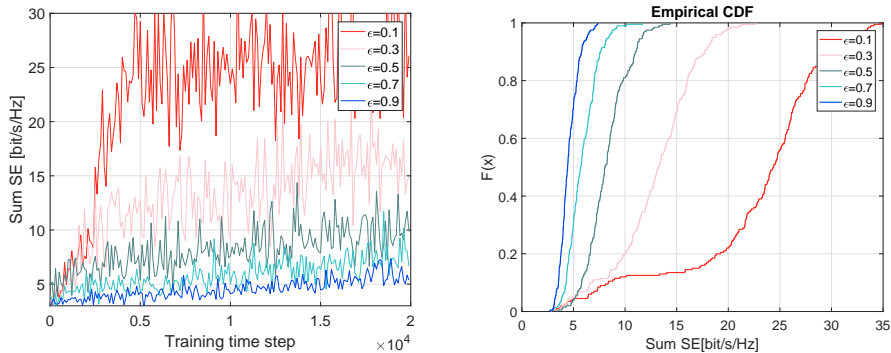 30
25
20
15
10
5
Sum SE [bit/s/Hz]
ϵ=0.1
ϵ=0.3
ϵ=0.5
ϵ=0.7
ϵ=0.9
0 0.5 1 1.5 2
Training time step
×10⁴
Empirical CDF
1
0.8
0.6
0.4
0.2
0
F(x)
ϵ=0.1
ϵ=0.3
ϵ=0.5
ϵ=0.7
ϵ=0.9
0 5 10 15 20 25 30 35
Sum SE[bit/s/Hz]